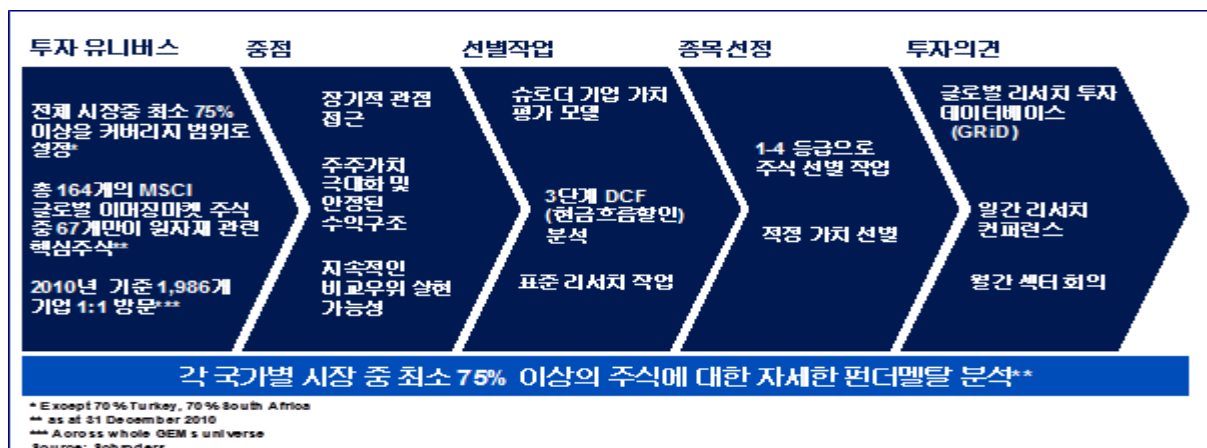 투자 유니버스
중점
선별작업
종목선정
투자의견
전체 시장중 최소 75%
이상을 커버리지 범위로
설정*
총 164개의 MSCI
글로벌 이머징마켓 주식
중 67개만이 원자재 관련
핵심주식**
2010년 기준 1,986개
기업 1:1 방문***
장기적 관점
접근
주주가치
극대화 및
안정된
수익구조
지속적인
비교우위 실현
가능성
슈로더 기업 가치
평가 모델
3단계 DCF
(현금흐름할인)
분석
표준 리서치 작업
1-4 등급으로
주식 선별 작업
적정 가치 선별
글로벌 리서치 투자
데이터베이스
(GRiD)
일간 리서치
컨퍼런스
월간 섹터 회의
각 국가별 시장 중 최소 75% 이상의 주식에 대한 자세한 펀더멜탈 분석**
* Except 70% Turkey, 70% South Africa
** as at 31 December 2010
*** Across whole GEMs universe
Source: Schroders